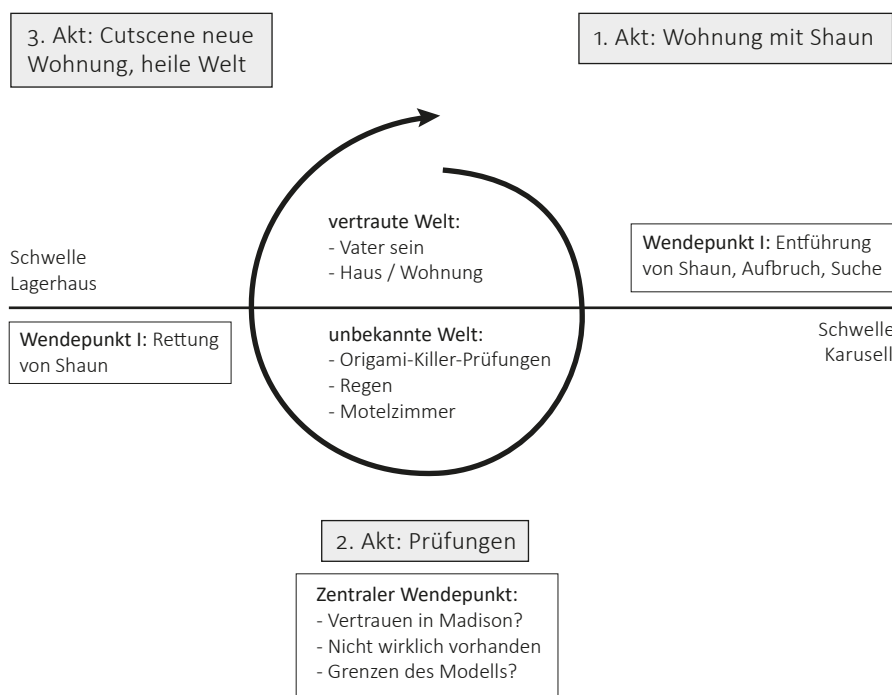 3. Akt: Cutscene neue
Wohnung, heile Welt
1. Akt: Wohnung mit Shaun
vertraute Welt:
- Vater sein
- Haus / Wohnung
Schwelle
Lagerhaus
Wendepunkt I: Entführung
von Shaun, Aufbruch, Suche
Wendepunkt I: Rettung
von Shaun
unbekannte Welt:
- Origami-Killer-Prüfungen
- Regen
- Motelzimmer
Schwelle
Karusell
2. Akt: Prüfungen
Zentraler Wendepunkt:
- Vertrauen in Madison?
- Nicht wirklich vorhanden
- Grenzen des Modells?